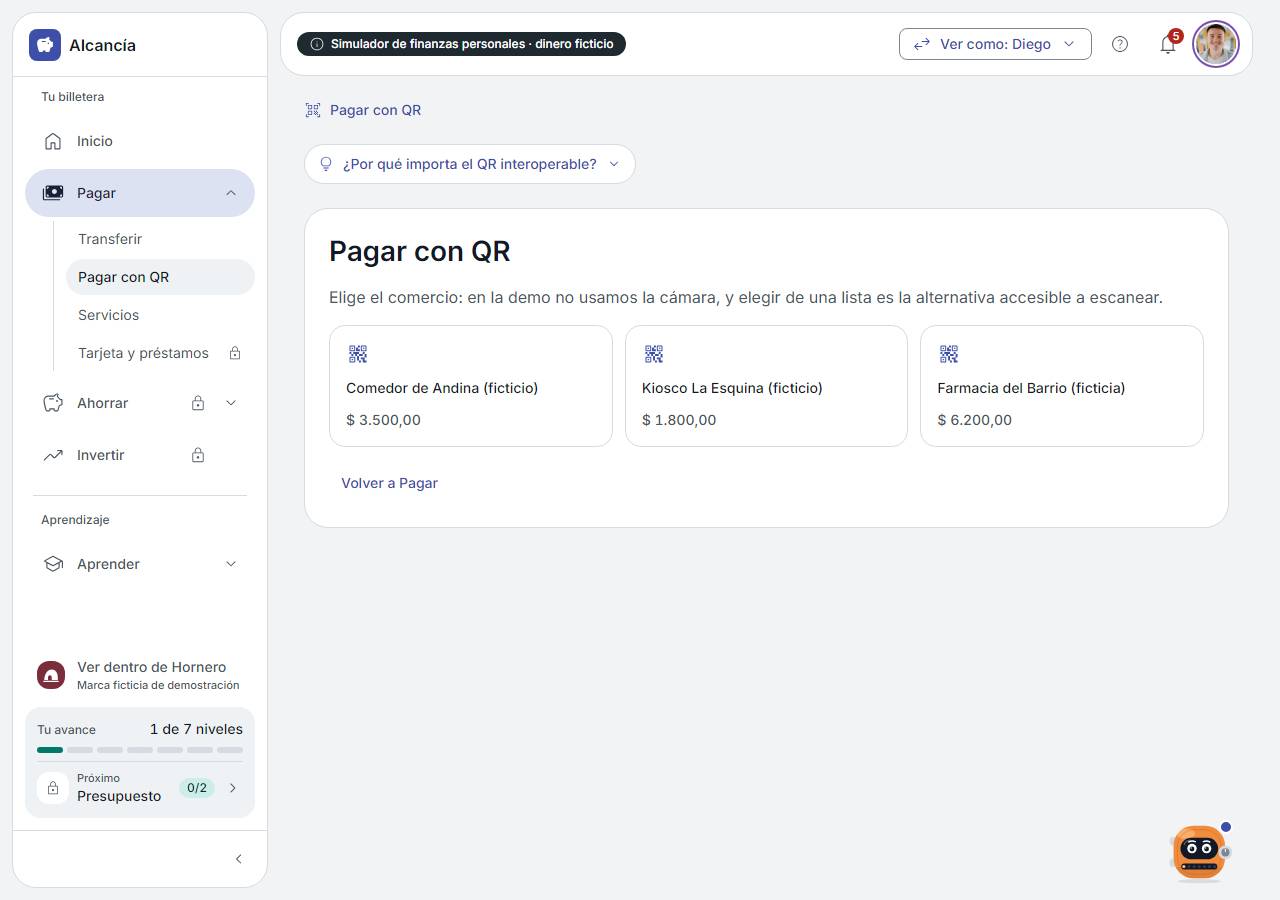 Alcancía
Simulador de finanzas personales · dinero ficticio
Ver como: Diego
5
Tu billetera
Inicio
Pagar
Transferir
Pagar con QR
Servicios
Tarjeta y préstamos
Ahorrar
Invertir
Aprendizaje
Aprender
Ver dentro de Hornero
Marca ficticia de demostración
Tu avance
1 de 7 niveles
Próximo
Presupuesto
0/2
Pagar con QR
¿Por qué importa el QR interoperable?
Pagar con QR
Elige el comercio: en la demo no usamos la cámara, y elegir de una lista es la alternativa accesible a escanear.
Comedor de Andina (ficticio)
$ 3.500,00
Kiosco La Esquina (ficticio)
$ 1.800,00
Farmacia del Barrio (ficticia)
$ 6.200,00
Volver a Pagar